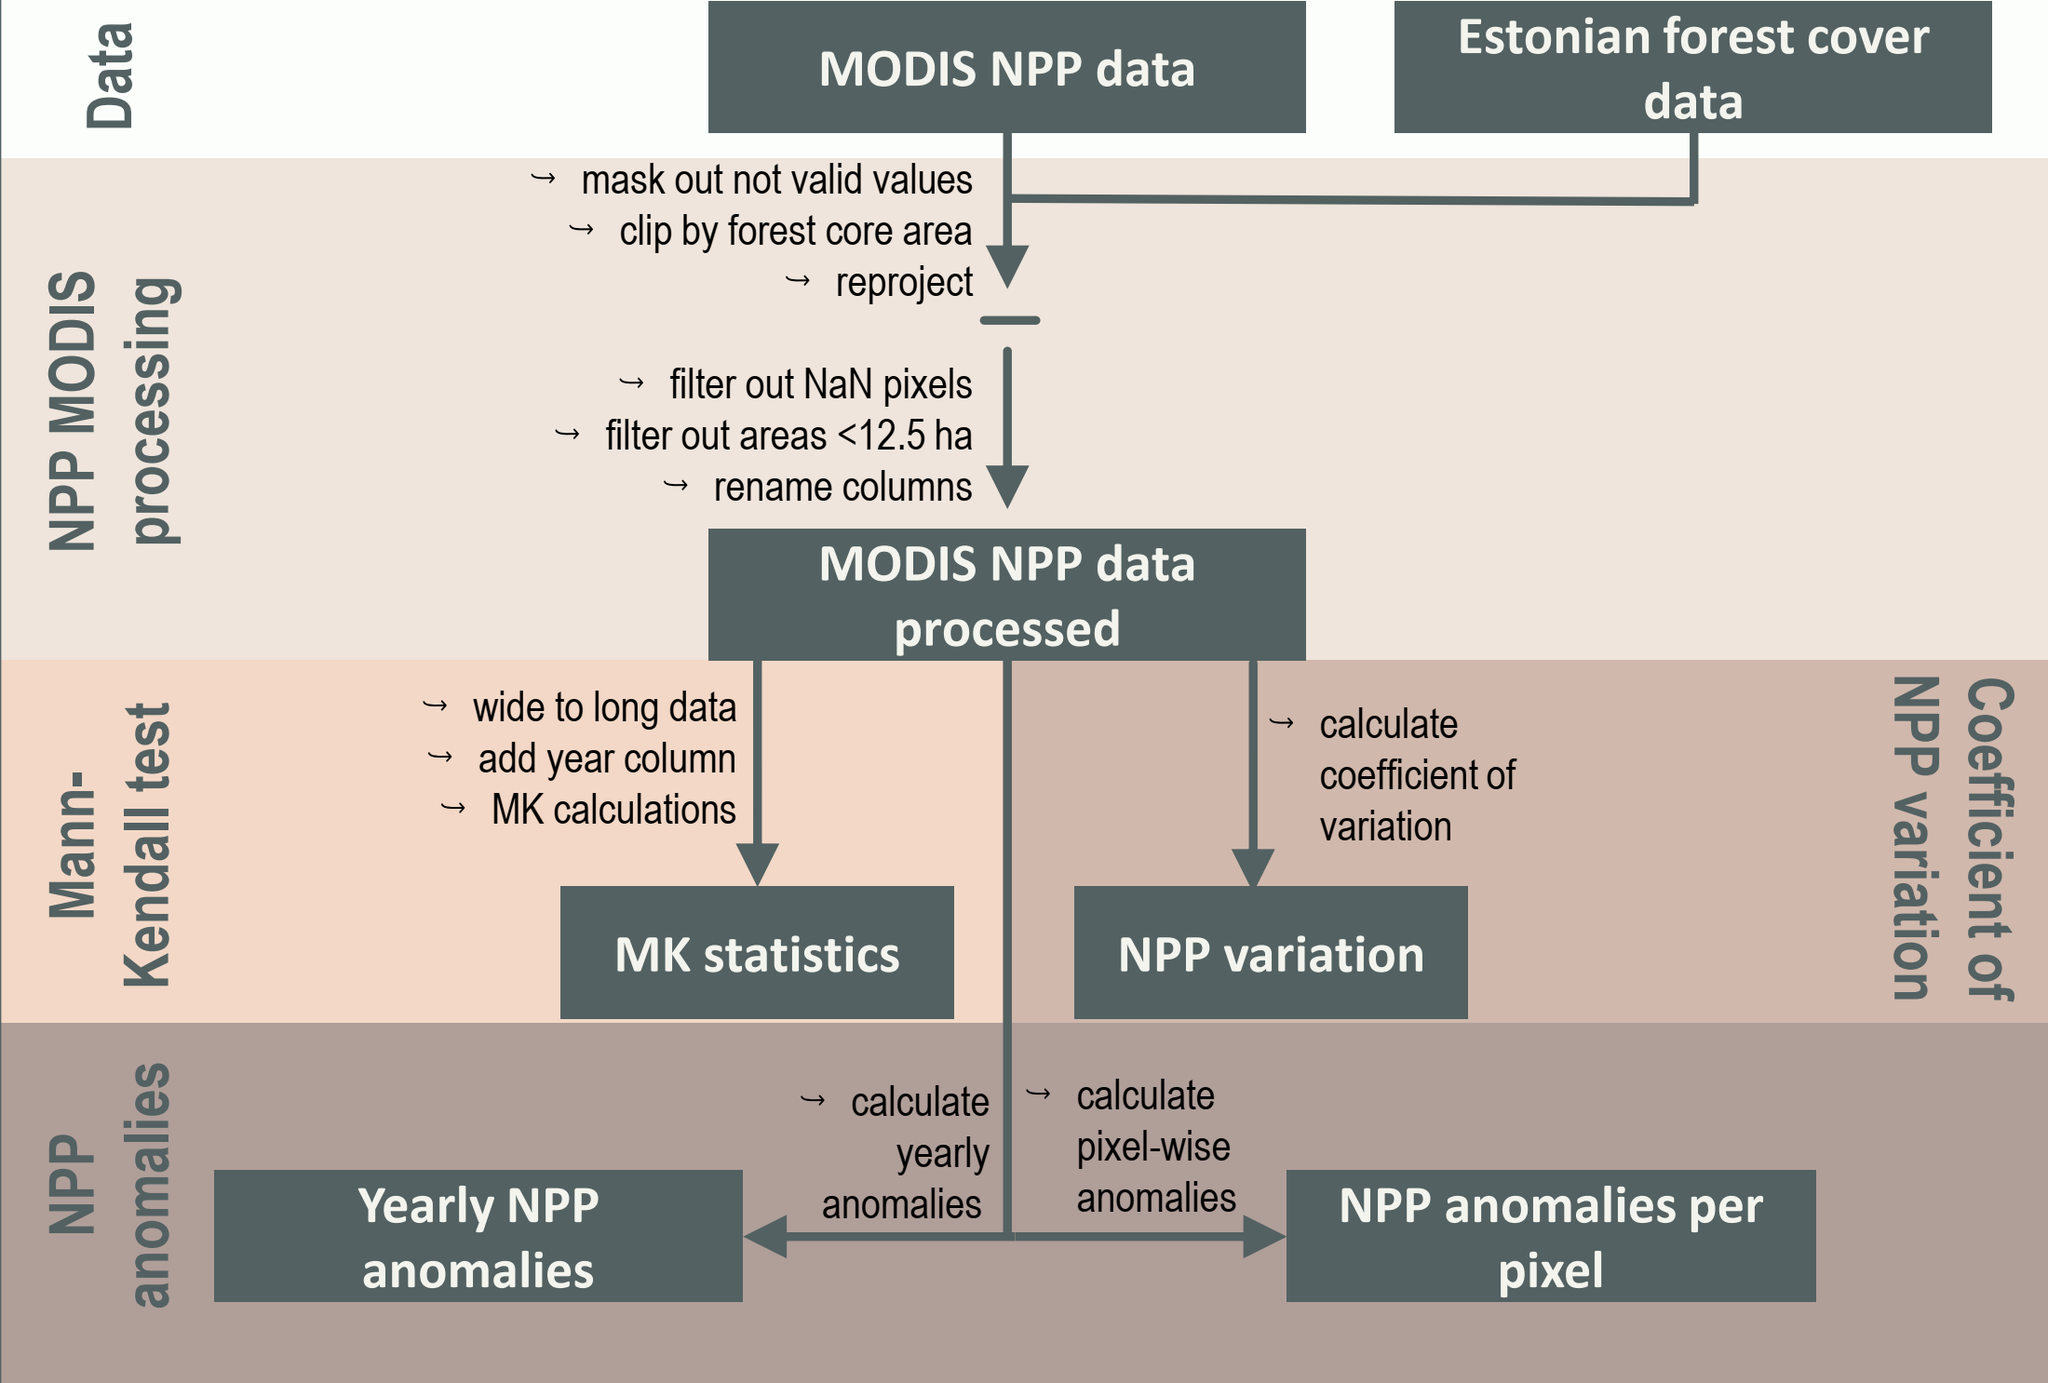 Data
MODIS NPP data
Estonian forest cover
data
NPP MODIS
processing
↪ mask out not valid values
↪ clip by forest core area
↪ reproject
↪ filter out NaN pixels
↪ filter out areas <12.5 ha
↪ rename columns
MODIS NPP data
processed
Mann-
Kendall test
↪ wide to long data
↪ add year column
↪ MK calculations
MK statistics
↪ calculate
coefficient of
variation
NPP variation
Coefficient of
NPP variation
NPP
anomalies
↪ calculate
yearly
anomalies
Yearly NPP
anomalies
↪ calculate
pixel-wise
anomalies
NPP anomalies per
pixel